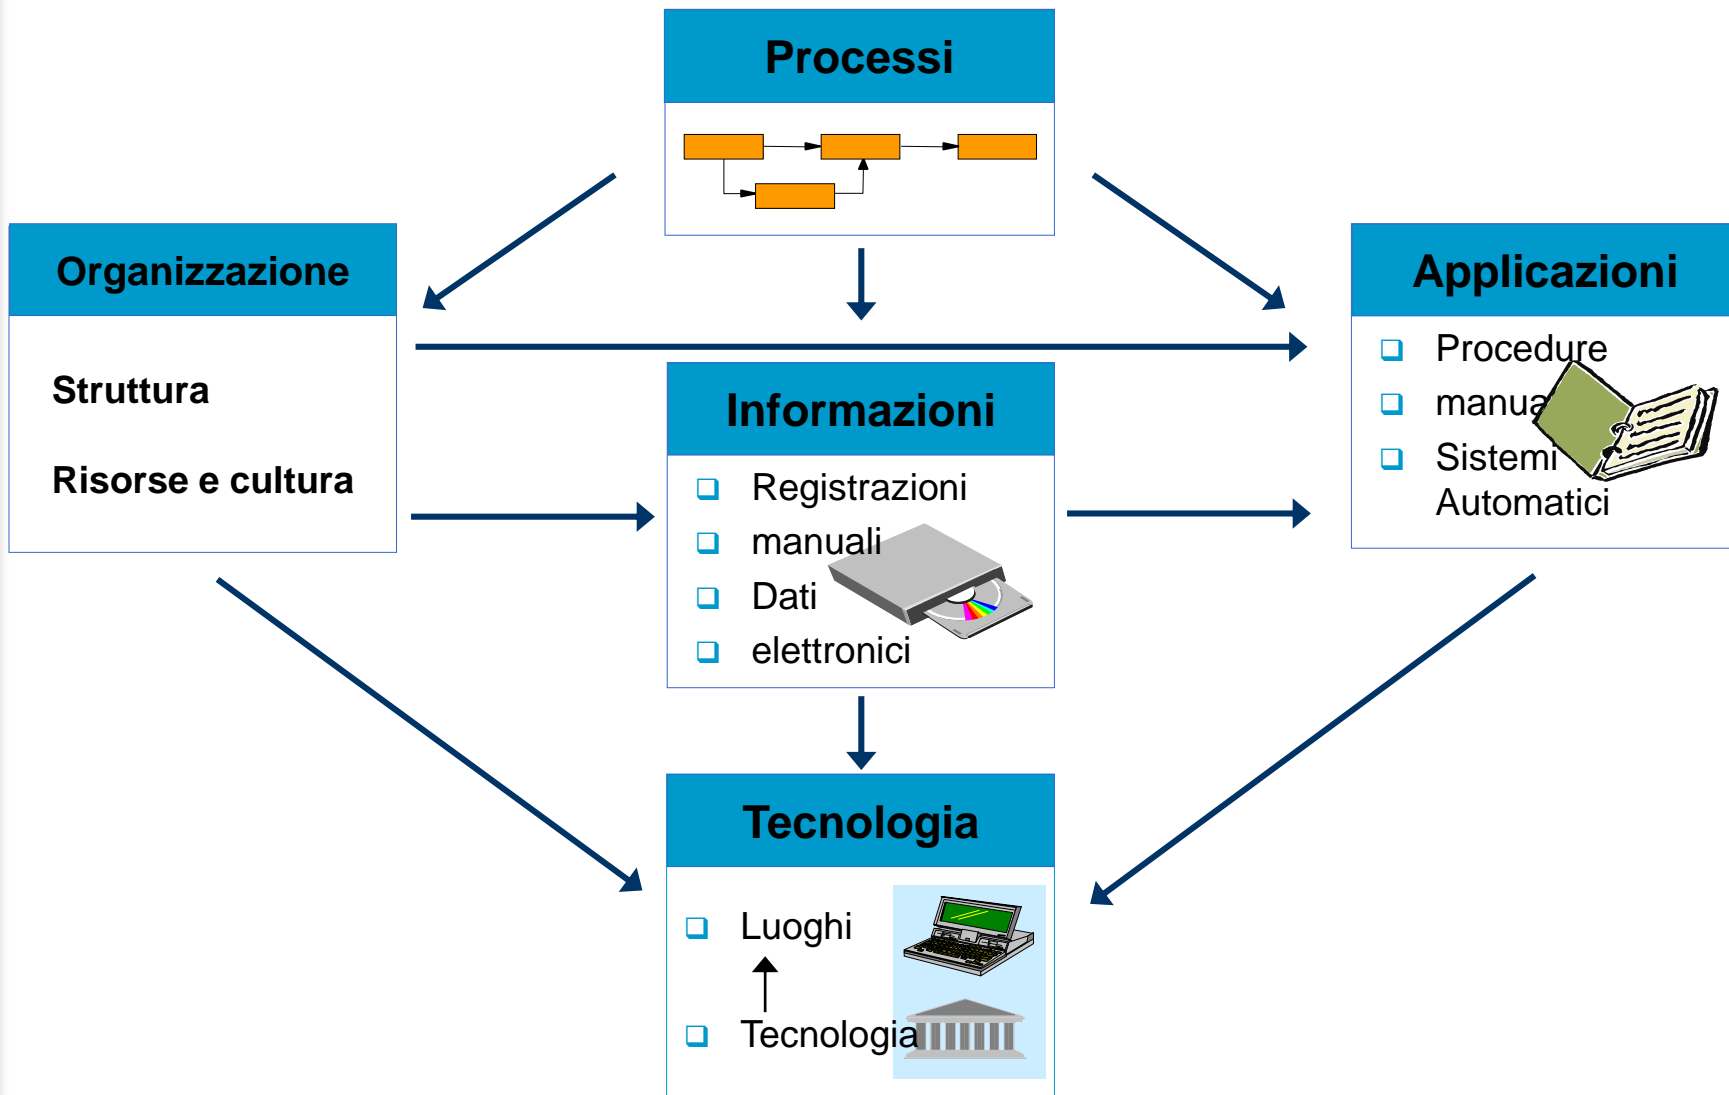 Processi
Organizzazione
Struttura
Risorse e cultura
Informazioni
Registrazioni
manuali
Dati
elettronici
Applicazioni
Procedure
Sistemi
Automatici
Tecnologia
Luoghi
Tecnologia